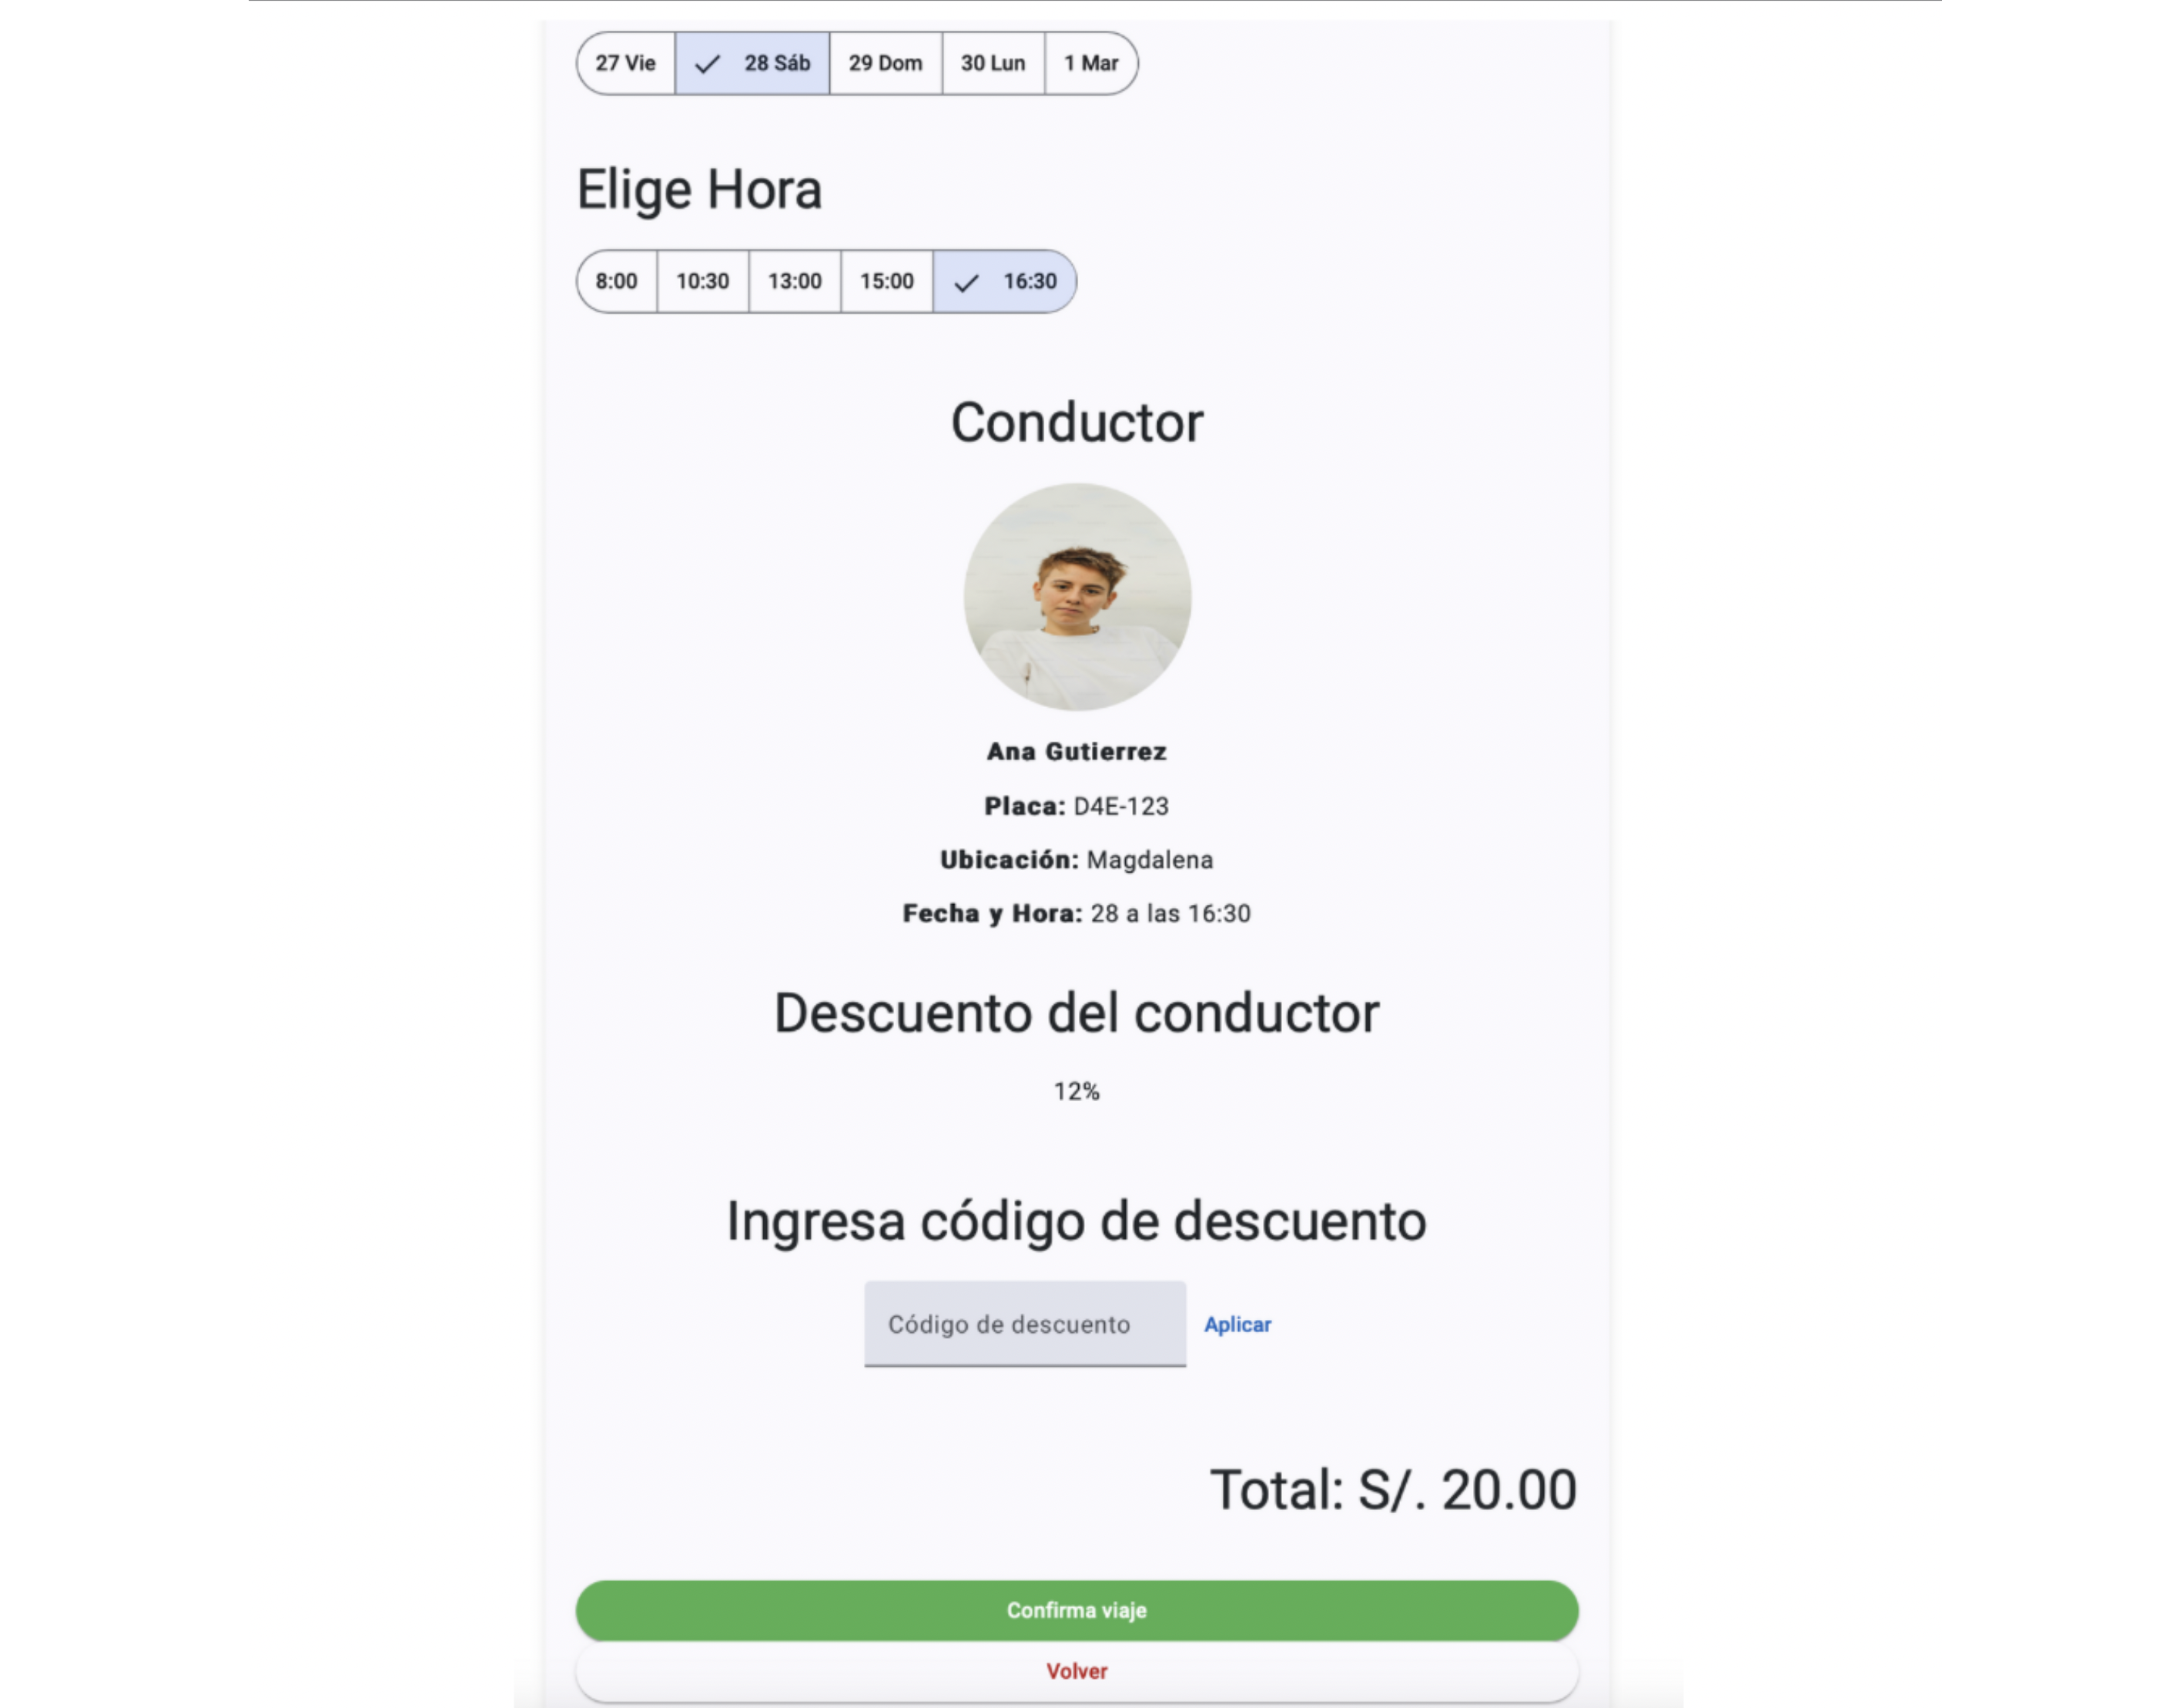 27 Vie 28 Sáb 29 Dom 30 Lun 1 Mar
Elige Hora
8:00 10:30 13:00 15:00 16:30
Conductor
Ana Gutierrez
Placa: D4E-123
Ubicación: Magdalena
Fecha y Hora: 28 a las 16:30
Descuento del conductor
12%
Ingresa código de descuento
Código de descuento Aplicar
Total: S/. 20.00
Confirma viaje
Volver